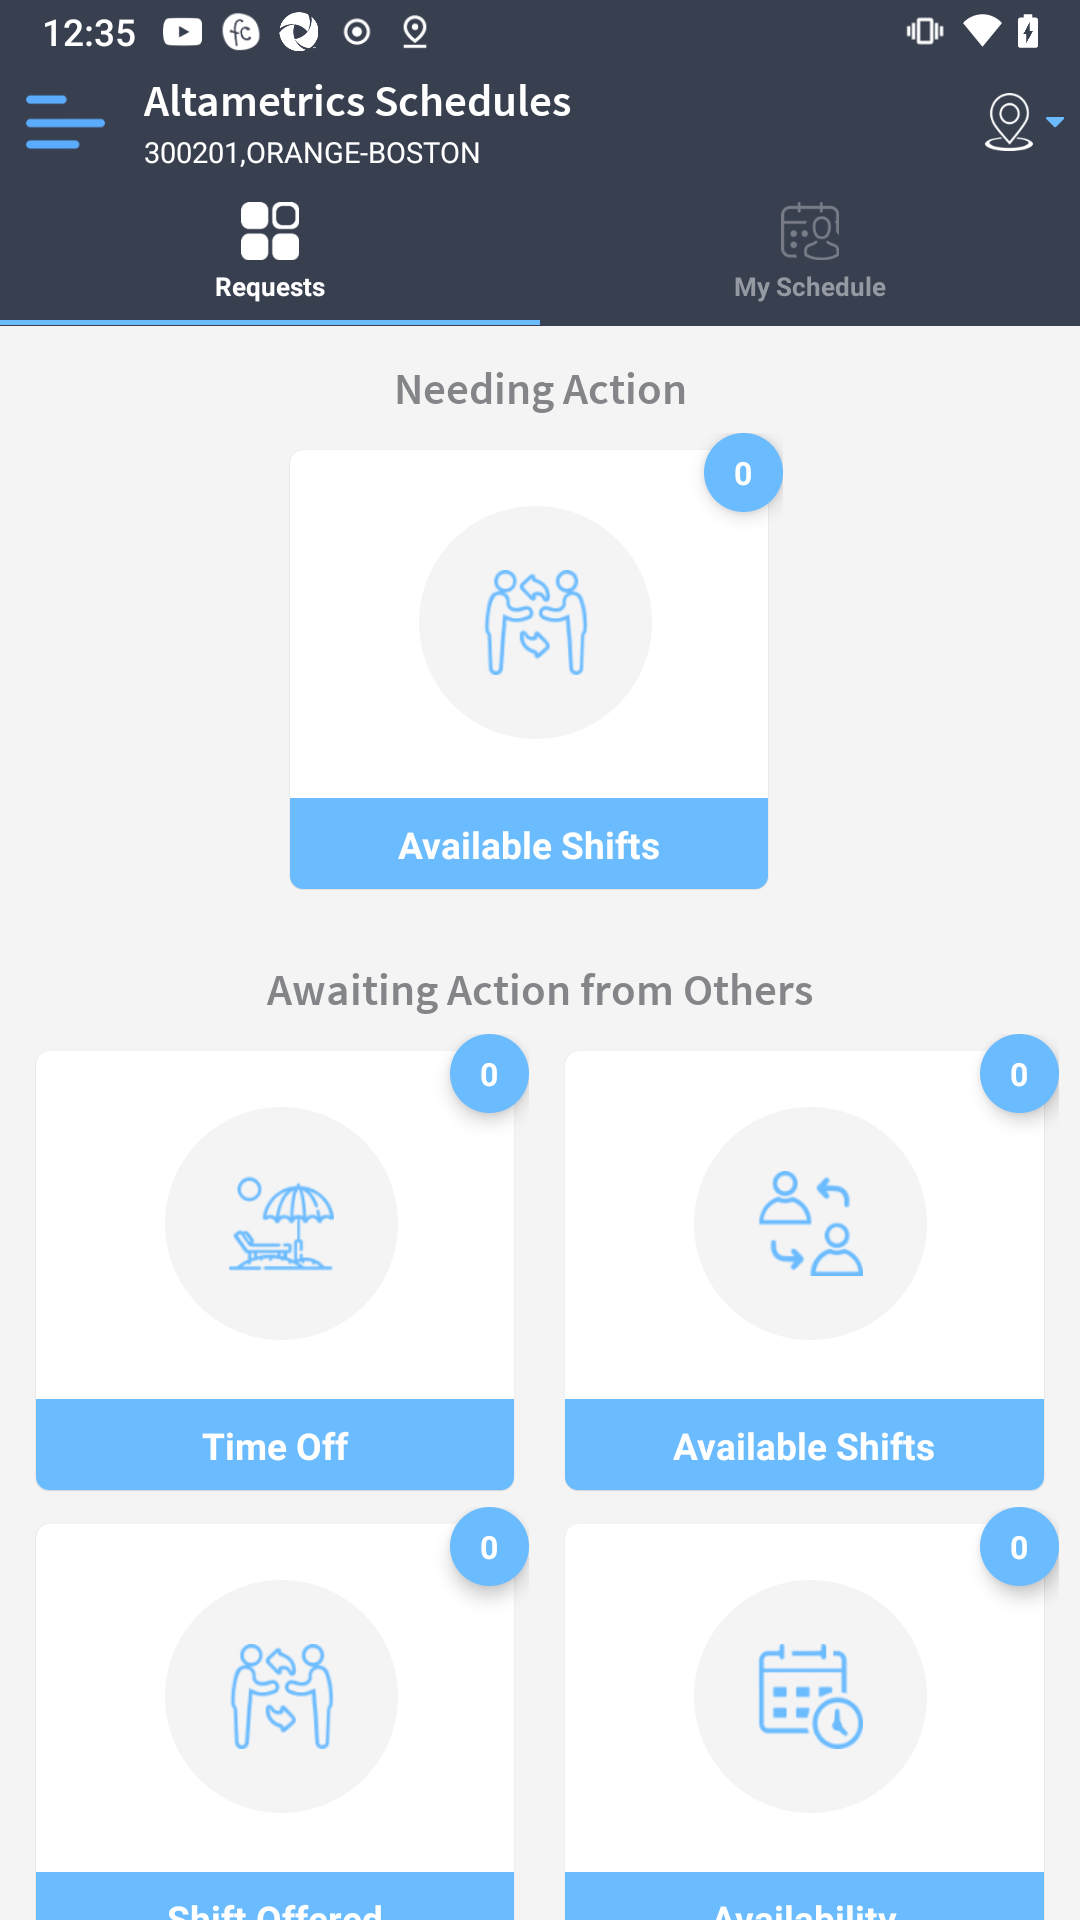 12:35
Altametrics Schedules
300201,ORANGE-BOSTON
Requests
My Schedule
Needing Action
0
Available Shifts
Awaiting Action from Others
0
0
Time Off
Available Shifts
0
0
Shift Offered
Availability